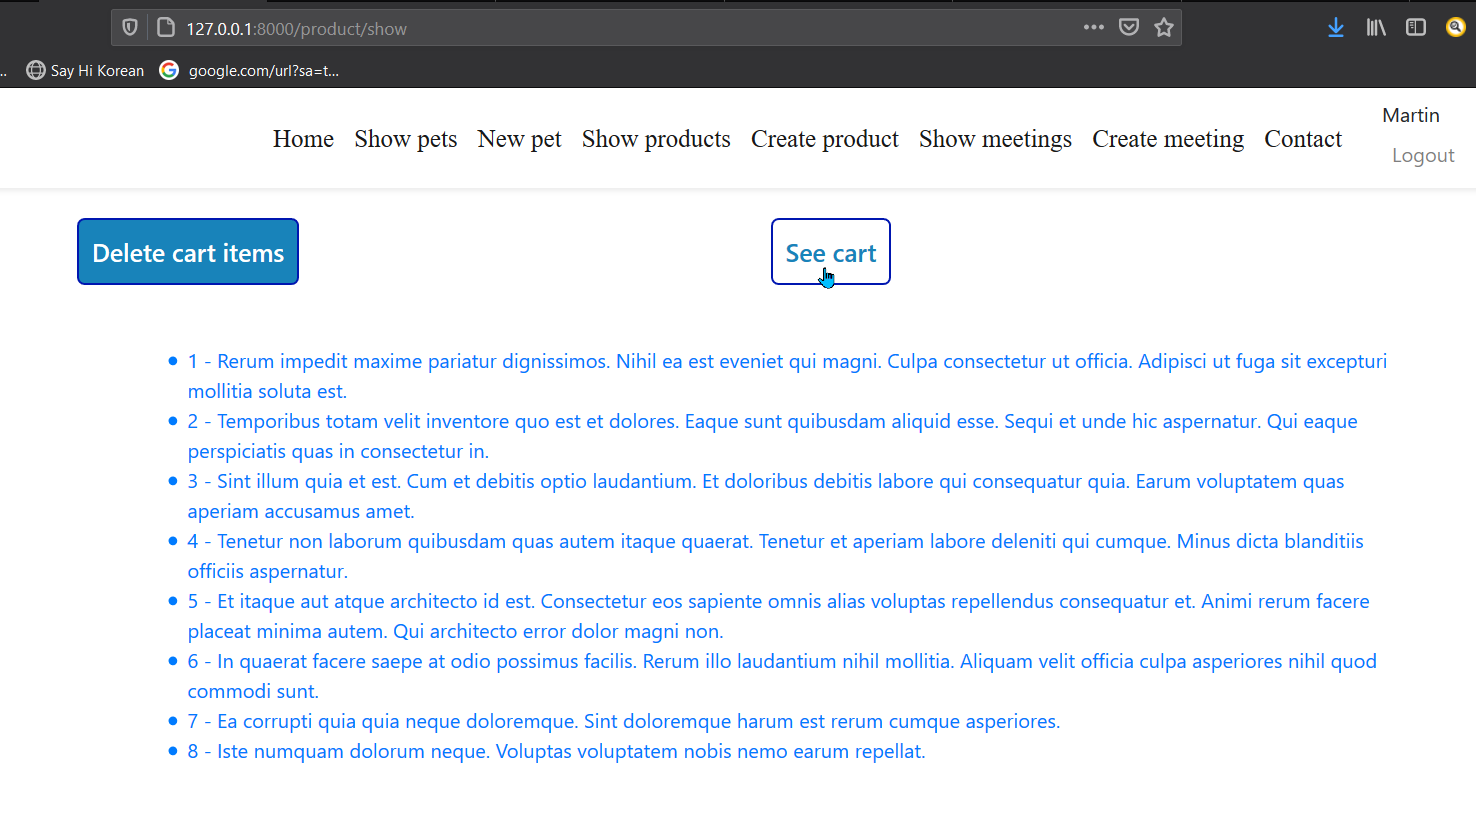 127.0.0.1:8000/product/show
.. Say Hi Korean google.com/url?sa=t...
Martin
Home Show pets New pet Show products Create product Show meetings Create meeting Contact
Logout
Delete cart items See cart
• 1 - Rerum impedit maxime pariatur dignissimos. Nihil ea est eveniet qui magni. Culpa consectetur ut officia. Adipisci ut fuga sit excepturi
mollitia soluta est.
• 2 - Temporibus totam velit inventore quo est et dolores. Eaque sunt quibusdam aliquid esse. Sequi et unde hic aspernatur. Qui eaque
perspiciatis quas in consectetur in.
• 3 - Sint illum quia et est. Cum et debitis optio laudantium. Et doloribus debitis labore qui consequatur quia. Earum voluptatem quas
aperiam accusamus amet.
• 4 - Tenetur non laborum quibusdam quas autem itaque quaerat. Tenetur et aperiam labore deleniti qui cumque. Minus dicta blanditiis
officiis aspernatur.
• 5 - Et itaque aut atque architecto id est. Consectetur eos sapiente omnis alias voluptas repellendus consequatur et. Animi rerum facere
placeat minima autem. Qui architecto error dolor magni non.
• 6 - In quaerat facere saepe at odio possimus facilis. Rerum illo laudantium nihil mollitia. Aliquam velit officia culpa asperiores nihil quod
commodi sunt.
• 7 - Ea corrupti quia quia neque doloremque. Sint doloremque harum est rerum cumque asperiores.
• 8 - Iste numquam dolorum neque. Voluptas voluptatem nobis nemo earum repellat.